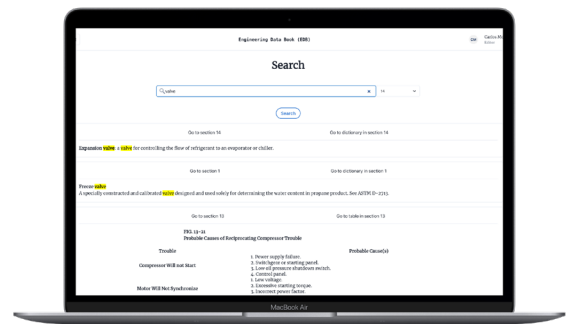 Engineering Data Book (EDB)
Search
valve
14
Search
Go to section 14
Go to dictionary in section 14
Expansion valve: a valve for controlling the flow of refrigerant to an evaporator or chiller.
Go to section 1
Go to dictionary in section 1
Freeze valve
A specially constructed and calibrated valve designed and used solely for determining the water content in propane product. See ASTM D-2713.
Go to section 13
Go to table in section 13
FIG. 13-21
Probable Causes of Reciprocating Compressor Trouble
Trouble
Probable Cause(s)
Compressor Will not Start
1. Power supply failure.
2. Switchgear or starting panel.
3. Low oil pressure shutdown switch.
4. Control panel.
Motor Will Not Synchronize
1. Low voltage.
2. Excessive starting torque.
3. Incorrect power factor.
MacBook Air